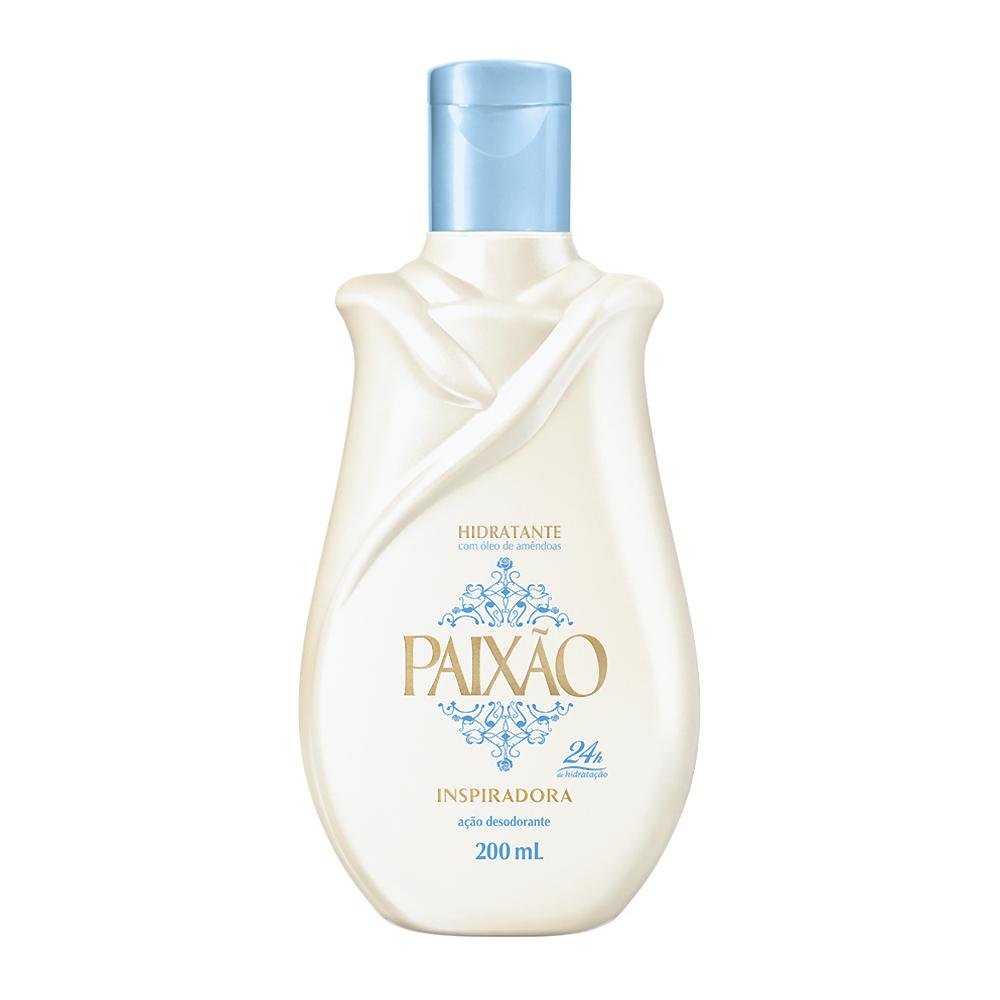 HIDRATANTE
com óleo de amêndoas
PAIXÃO
24h
de hidratação
INSPIRADORA
ação desodorante
200 mL